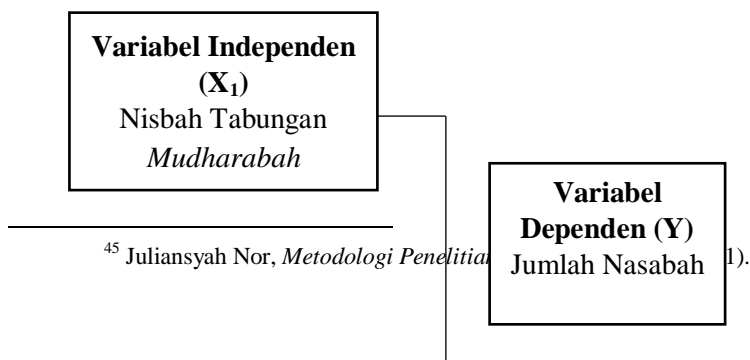 Variabel Independen
(X₁)
Nisbah Tabungan
Mudharabah
Variabel
Dependen (Y)
Jumlah Nasabah
⁴⁵ Juliansyah Nor, Metodologi Penelitian 1).